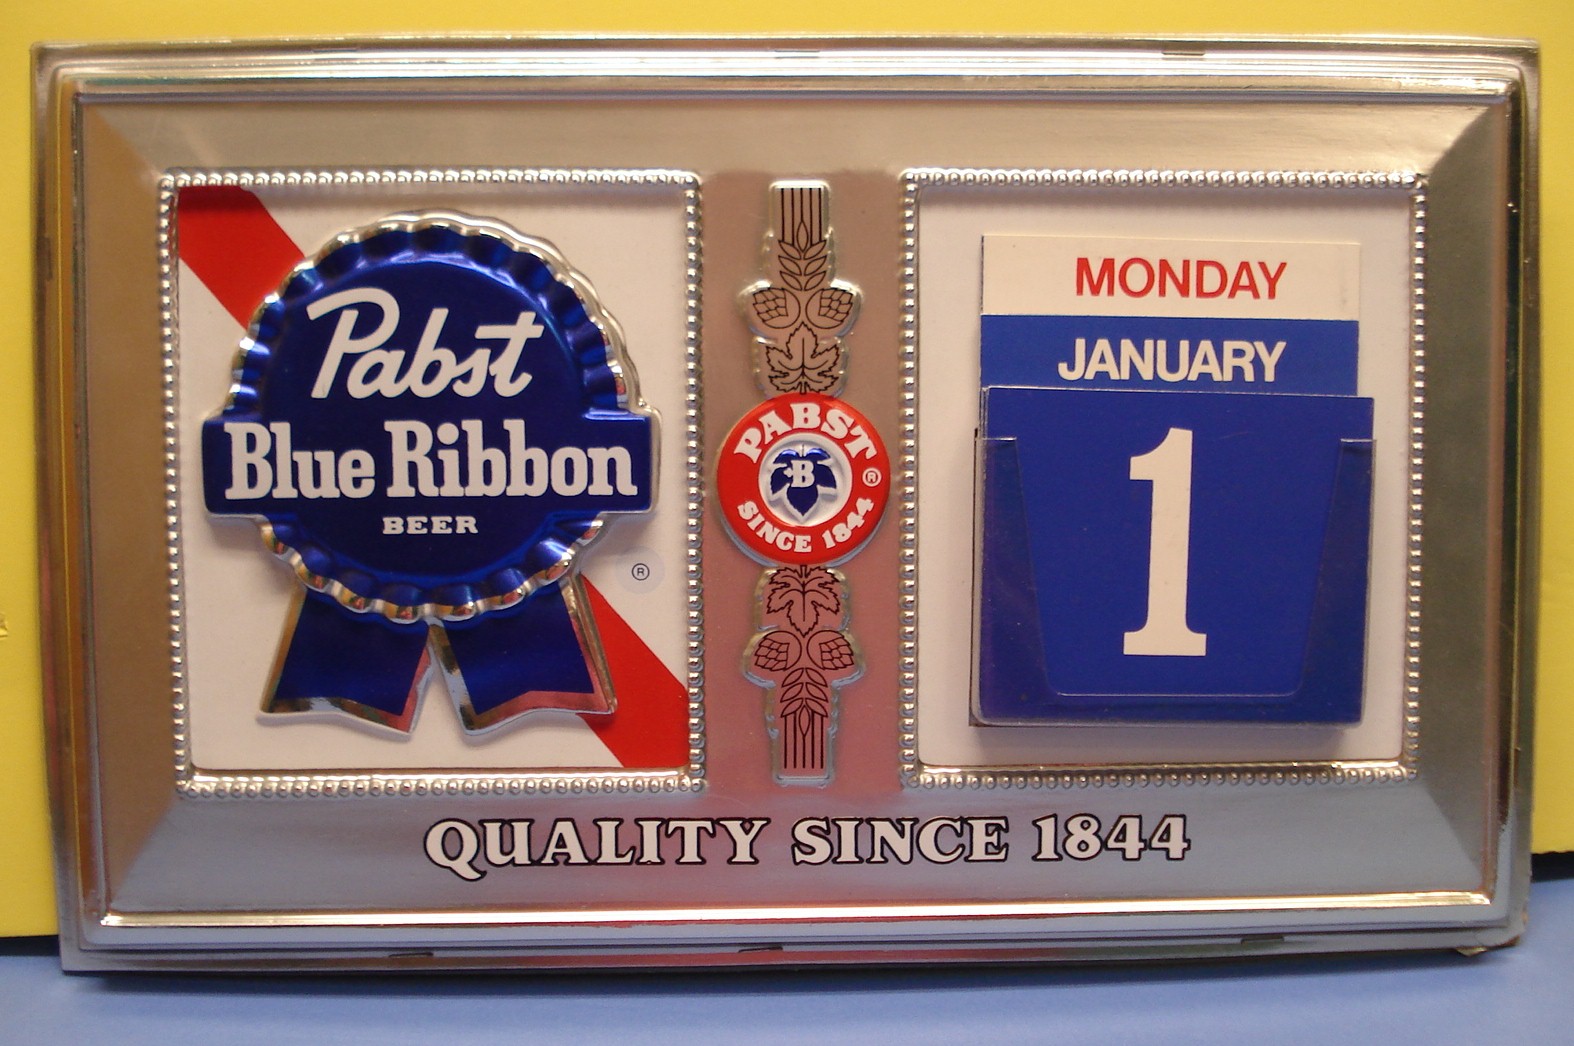 Pabst
Blue Ribbon
BEER
®
PABST
B
®
SINCE 1844
MONDAY
JANUARY
1
QUALITY SINCE 1844